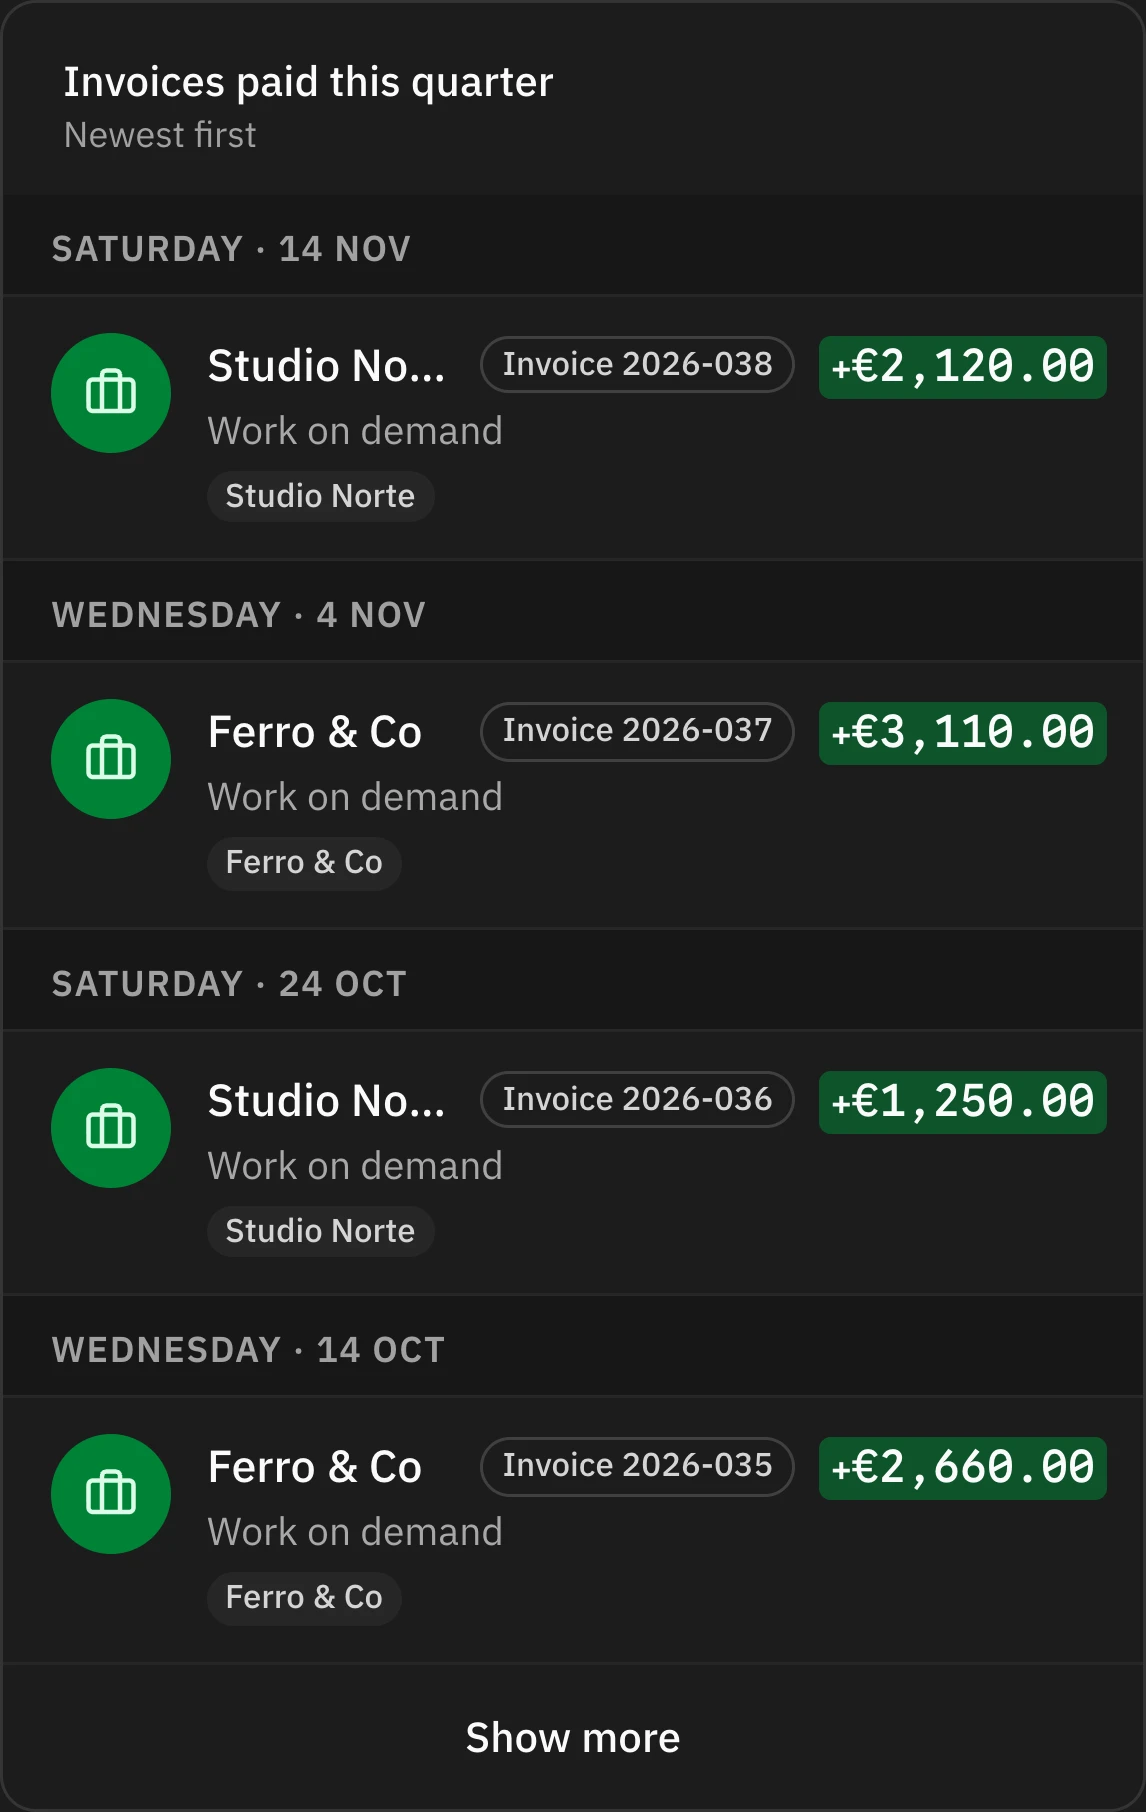 Invoices paid this quarter
Newest first
SATURDAY · 14 NOV
Studio No... Invoice 2026-038 +€2,120.00
Work on demand
Studio Norte
WEDNESDAY · 4 NOV
Ferro & Co Invoice 2026-037 +€3,110.00
Work on demand
Ferro & Co
SATURDAY · 24 OCT
Studio No... Invoice 2026-036 +€1,250.00
Work on demand
Studio Norte
WEDNESDAY · 14 OCT
Ferro & Co Invoice 2026-035 +€2,660.00
Work on demand
Ferro & Co
Show more